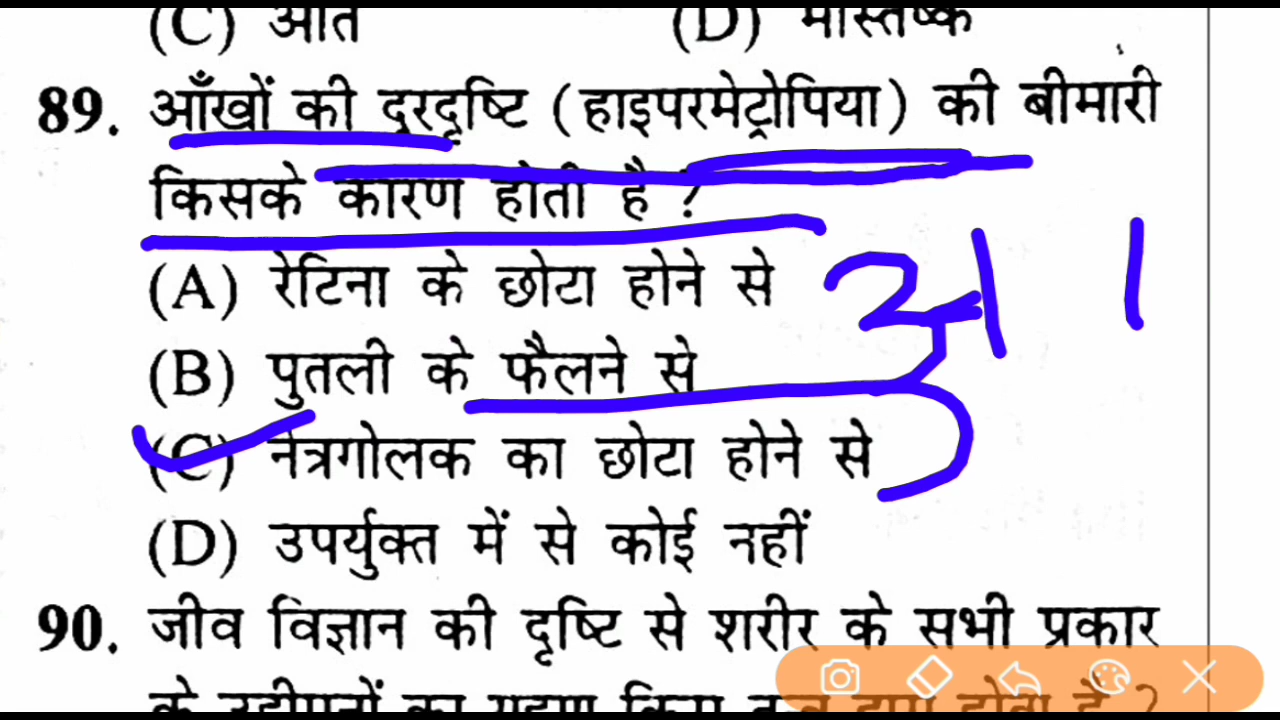 (C) आँत (D) मस्तिष्क
89. आँखों की दूरदृष्टि (हाइपरमेट्रोपिया) की बीमारी
किसके कारण होती है ?
(A) रेटिना के छोटा होने से
(B) पुतली के फैलने से
(C) नेत्रगोलक का छोटा होने से
(D) उपर्युक्त में से कोई नहीं
90. जीव विज्ञान की दृष्टि से शरीर के सभी प्रकार